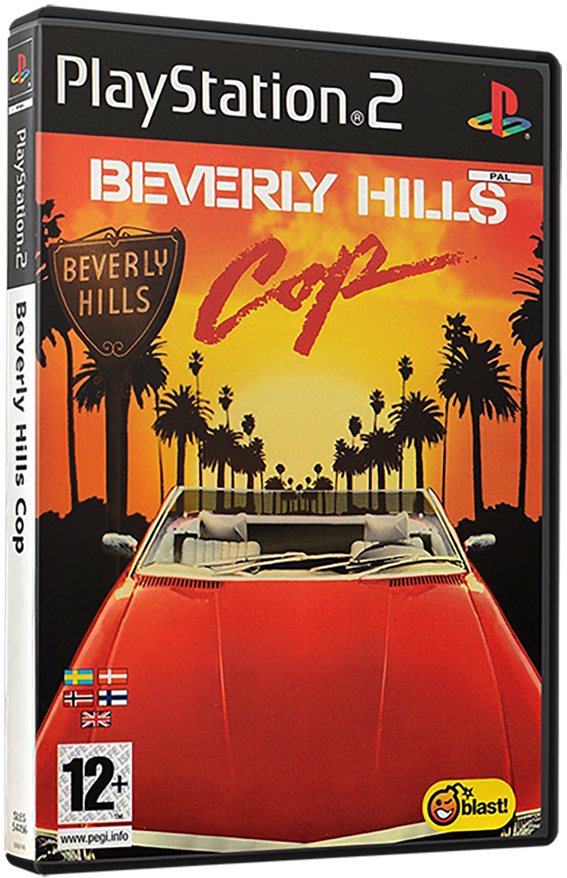 PlayStation®2
PAL
BEVERLY HILLS
Cop
BEVERLY
HILLS
12+
www.pegi.info
blast!
PlayStation.2
Beverly Hills Cop